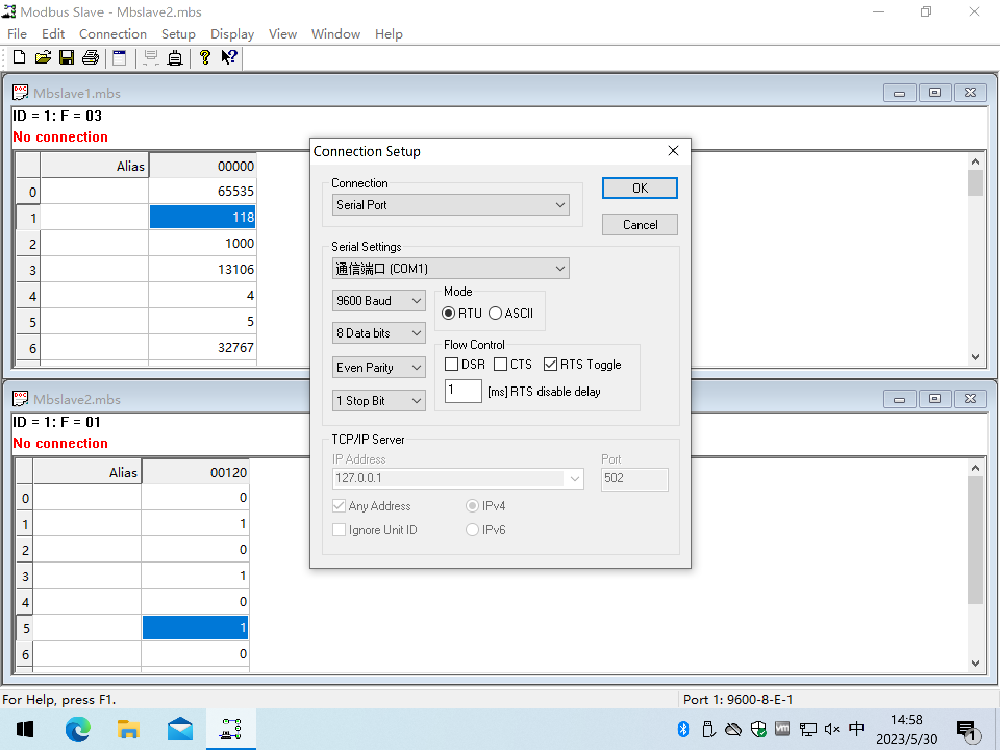 Modbus Slave - Mbslave2.mbs
File Edit Connection Setup Display View Window Help
Mbslave1.mbs
ID = 1: F = 03
No connection
Alias 00000
0 65535
1 118
2 1000
3 13106
4 4
5 5
6 32767
Mbslave2.mbs
ID = 1: F = 01
No connection
Alias 00120
0 0
1 1
2 0
3 1
4 0
5 1
6 0
Connection Setup
Connection
Serial Port
OK
Cancel
Serial Settings
通信端口 (COM1)
9600 Baud
8 Data bits
Even Parity
1 Stop Bit
Mode
RTU ASCII
Flow Control
DSR CTS RTS Toggle
1 [ms] RTS disable delay
TCP/IP Server
IP Address Port
127.0.0.1 502
Any Address IPv4
Ignore Unit ID IPv6
For Help, press F1.
Port 1: 9600-8-E-1
中
14:58
2023/5/30
1
DOC
DOC
vm